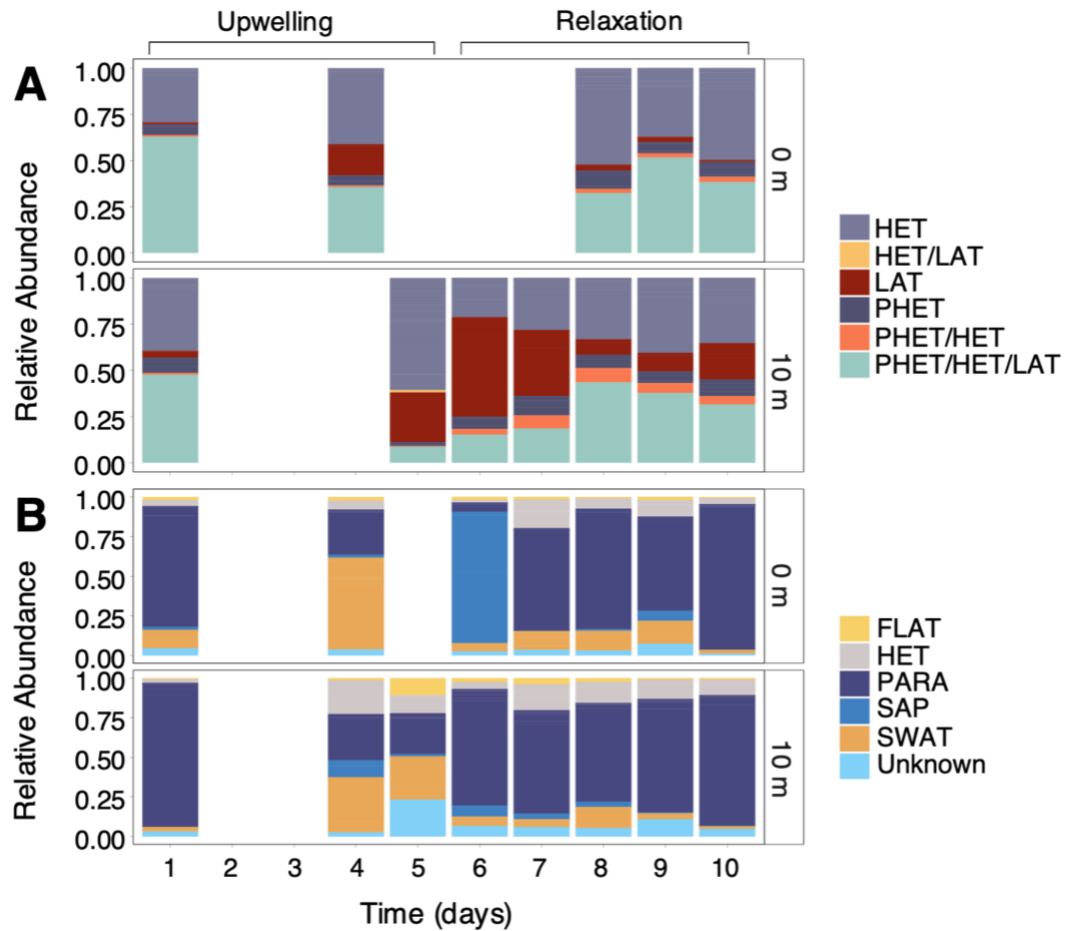 Upwelling Relaxation
A
Relative Abundance
1.00
0.75
0.50
0.25
0.00
0 m
1.00
0.75
0.50
0.25
0.00
10 m
HET
HET/LAT
LAT
PHET
PHET/HET
PHET/HET/LAT
B
Relative Abundance
1.00
0.75
0.50
0.25
0.00
0 m
Relative Abundance
1.00
0.75
0.50
0.25
0.00
10 m
FLAT
HET
PARA
SAP
SWAT
Unknown
1 2 3 4 5 6 7 8 9 10
Time (days)